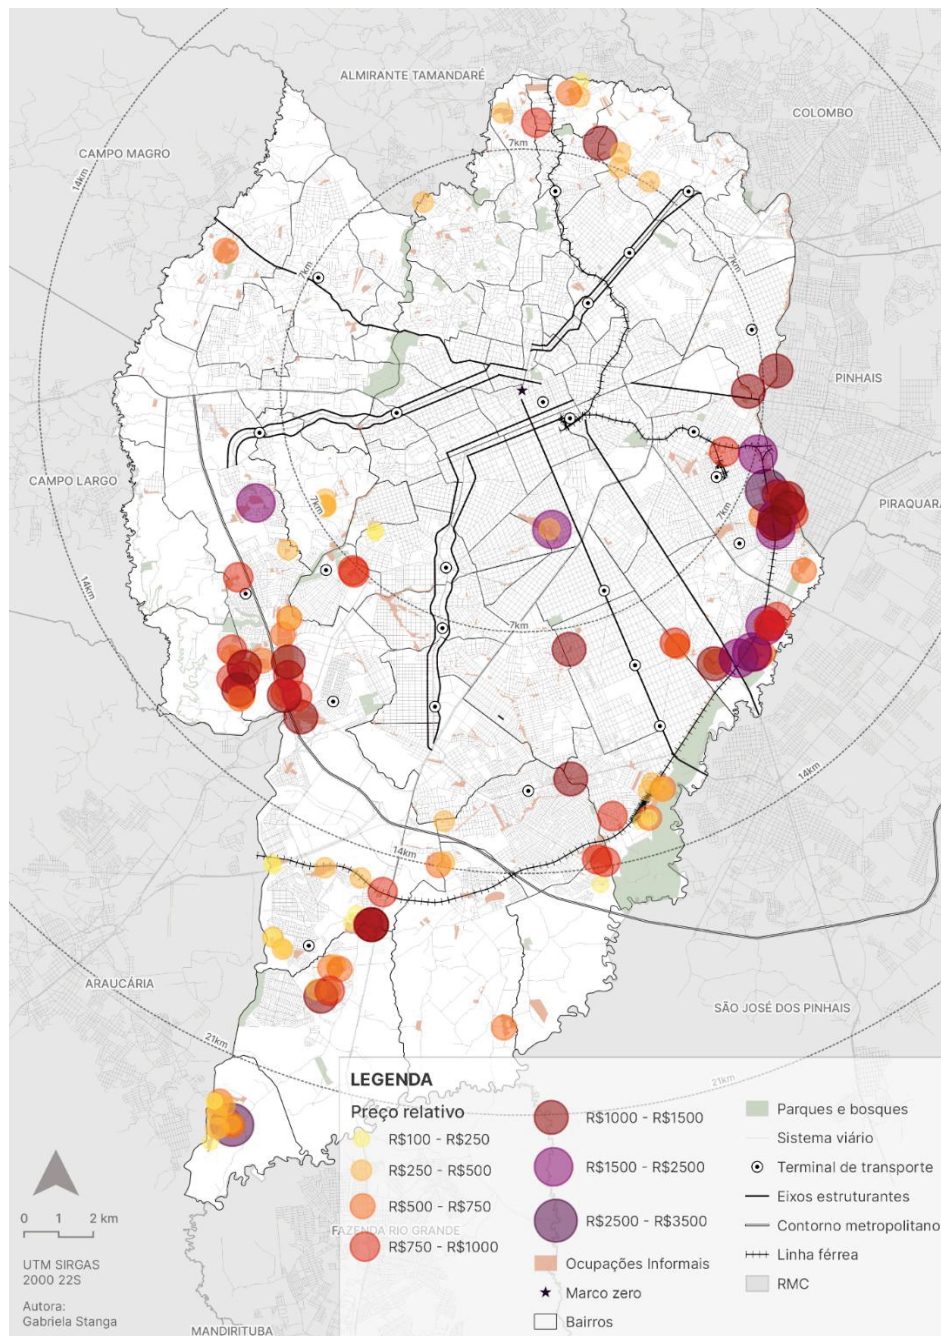 ALMIRANTE TAMANDARÉ
COLOMBO
CAMPO MAGRO
7km
14km
7km
7km
PINHAIS
CAMPO LARGO
7km
PIRAQUARA
7km
14km
7km
14km
14km
ARAUCÁRIA
SÃO JOSÉ DOS PINHAIS
21km
21km
LEGENDA
Preço relativo
R$100 - R$250
R$250 - R$500
R$500 - R$750
R$750 - R$1000
R$1000 - R$1500
R$1500 - R$2500
R$2500 - R$3500
Ocupações Informais
Marco zero
Bairros
Parques e bosques
Sistema viário
Terminal de transporte
Eixos estruturantes
Contorno metropolitano
Linha férrea
RMC
FAZENDA RIO GRANDE
0 1 2 km
UTM SIRGAS
2000 22S
Autora:
Gabriela Stanga
MANDIRITUBA